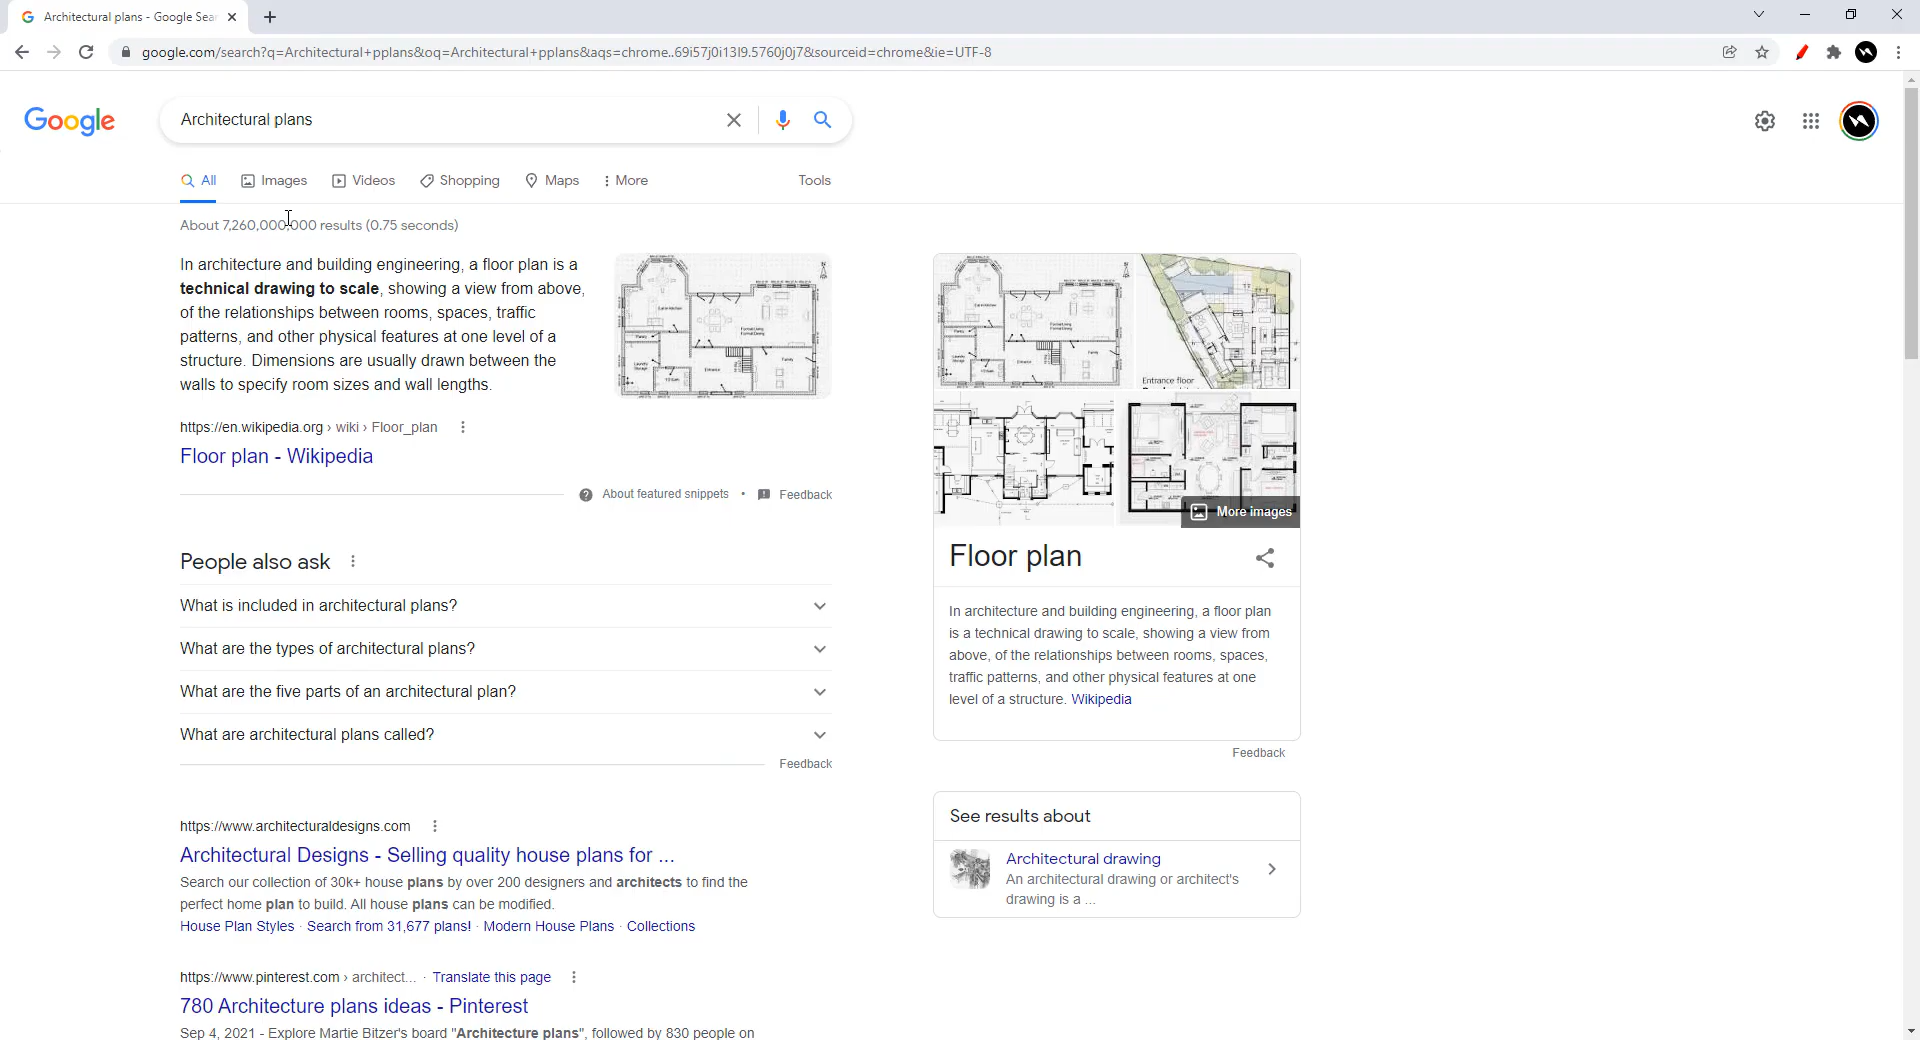 Architectural plans - Google Sear
google.com/search?q=Architectural+pplans&oq=Architectural+pplans&aqs=chrome..69i57j0i13l9.5760j0j7&sourceid=chrome&ie=UTF-8
Google
Architectural plans
All
Images
Videos
Shopping
Maps
More
Tools
About 7,260,000,000 results (0.75 seconds)
In architecture and building engineering, a floor plan is a
technical drawing to scale, showing a view from above,
of the relationships between rooms, spaces, traffic
patterns, and other physical features at one level of a
structure. Dimensions are usually drawn between the
walls to specify room sizes and wall lengths.
https://en.wikipedia.org › wiki › Floor_plan
Floor plan - Wikipedia
About featured snippets • Feedback
People also ask
What is included in architectural plans?
What are the types of architectural plans?
What are the five parts of an architectural plan?
What are architectural plans called?
Feedback
https://www.architecturaldesigns.com
Architectural Designs - Selling quality house plans for ...
Search our collection of 30k+ house plans by over 200 designers and architects to find the
perfect home plan to build. All house plans can be modified.
House Plan Styles · Search from 31,677 plans! · Modern House Plans · Collections
https://www.pinterest.com › architect... · Translate this page
780 Architecture plans ideas - Pinterest
Sep 4, 2021 - Explore Martie Bitzer's board "Architecture plans", followed by 830 people on
Entrance floor
More images
Floor plan
In architecture and building engineering, a floor plan
is a technical drawing to scale, showing a view from
above, of the relationships between rooms, spaces,
traffic patterns, and other physical features at one
level of a structure. Wikipedia
Feedback
See results about
Architectural drawing
An architectural drawing or architect's
drawing is a ...